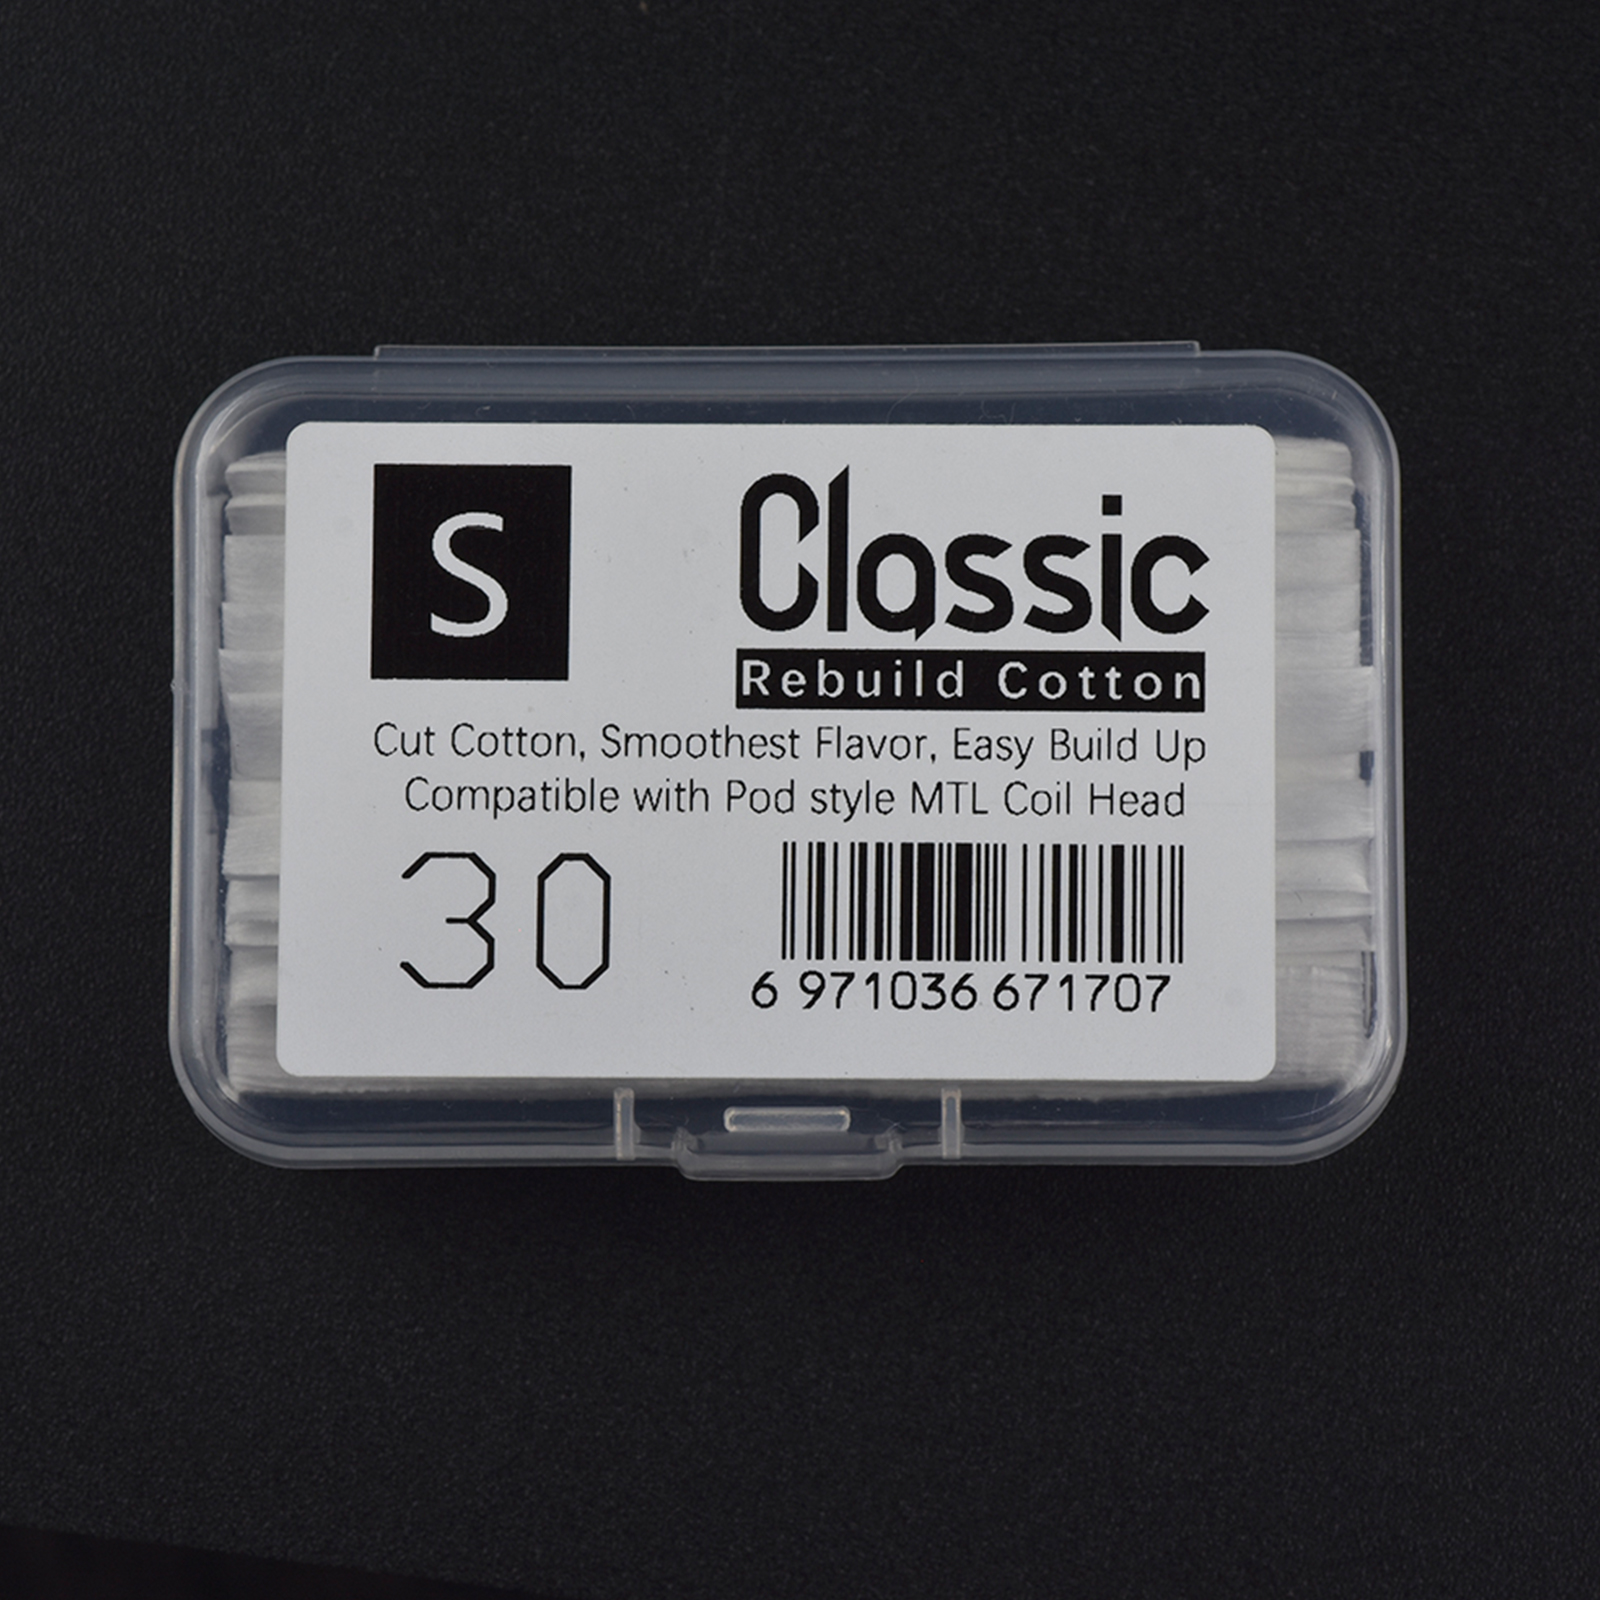 S
Classic
Rebuild Cotton
Cut Cotton, Smoothest Flavor, Easy Build Up
Compatible with Pod style MTL Coil Head
30
6 971036 671707